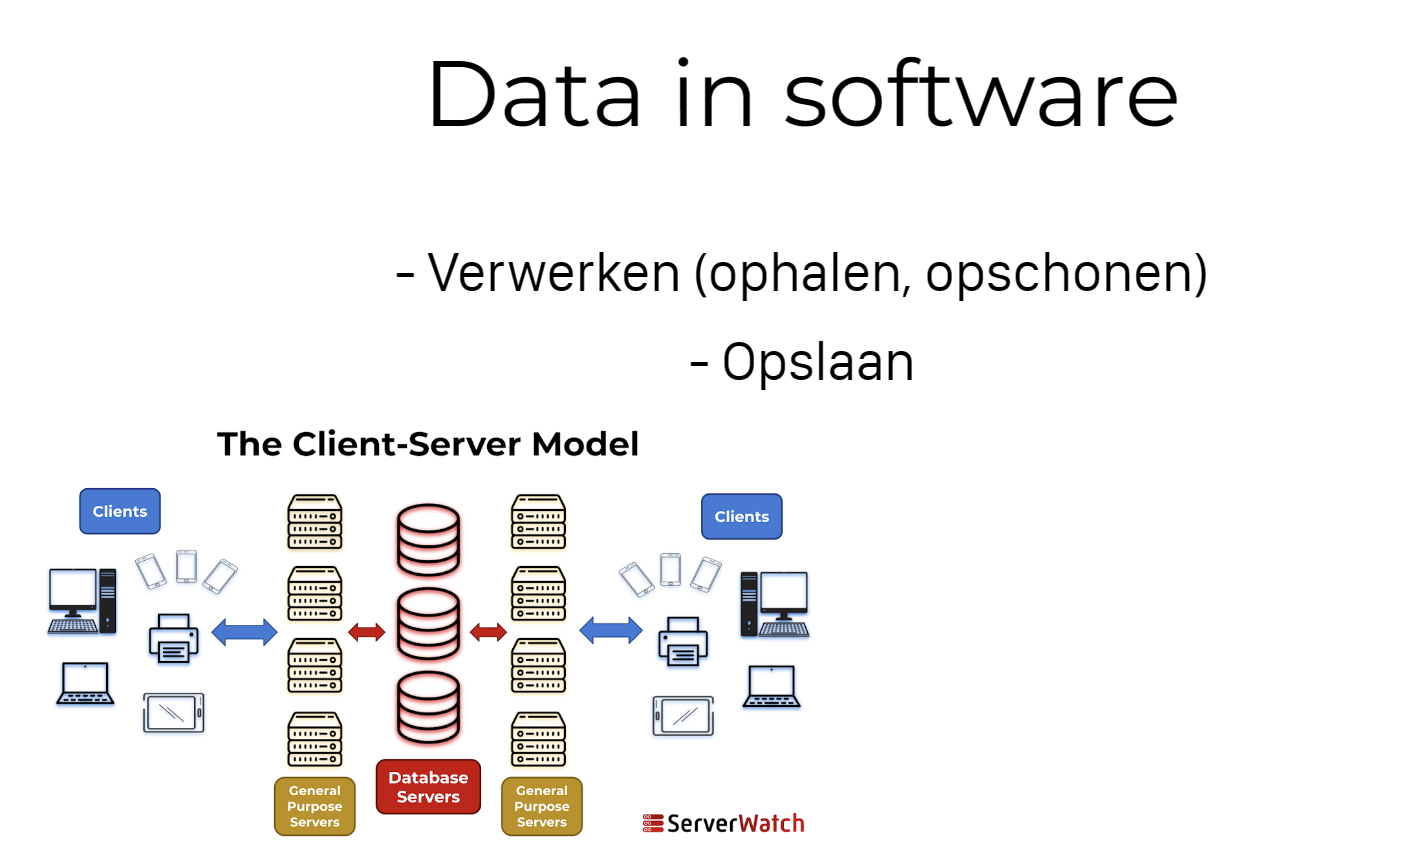 Data in software
- Verwerken (ophalen, opschonen)
- Opslaan
The Client-Server Model
Clients
Clients
General
Purpose
Servers
Database
Servers
General
Purpose
Servers
ServerWatch